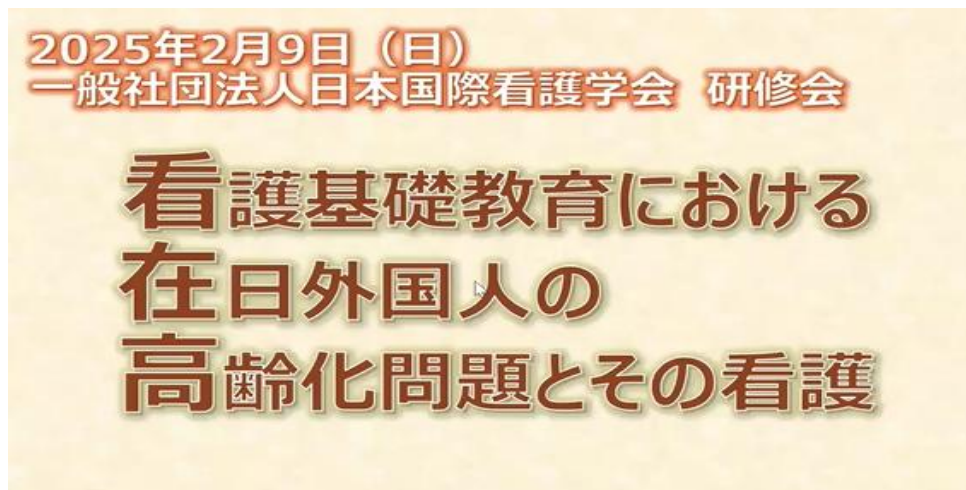 2025年2月9日（日）
一般社団法人日本国際看護学会 研修会
看護基礎教育における
在日外国人の
高齢化問題とその看護